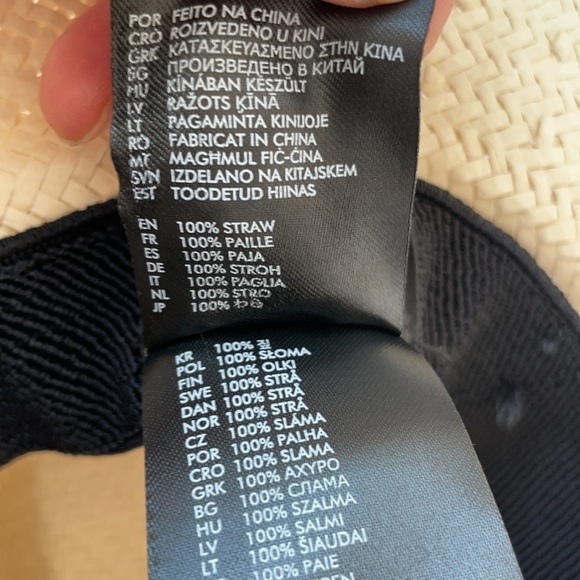 POR FEITO NA CHINA
CRO ROIZVEDENO U KINI
GRK ΚΑΤΑΣΚΕΥΑΣΜΕΝΟ ΣΤΗΝ ΚΙΝΑ
BG ПРОИЗВЕДЕНО В КИТАЙ
HU KÍNÁBAN KÉSZÜLT
LV RAŽOTS ĶĪNĀ
LT PAGAMINTA KINIJOJE
RO FABRICAT IN CHINA
MT MAGHMUL FIĊ-ĊINA
SVN IZDELANO NA KITAJSKEM
EST TOODETUD HIINAS
EN 100% STRAW
FR 100% PAILLE
ES 100% PAJA
DE 100% STROH
IT 100% PAGLIA
NL 100% STRO
JP 100% わら
KR 100% 짚
POL 100% SŁOMA
FIN 100% OLKI
SWE 100% STRÅ
DAN 100% STRÅ
NOR 100% STRÅ
CZ 100% SLÁMA
POR 100% PALHA
CRO 100% SLAMA
GRK 100% ΑΧΥΡΟ
BG 100% СЛАМА
HU 100% SZALMA
LV 100% SALMI
LT 100% ŠIAUDAI
100% PAIE